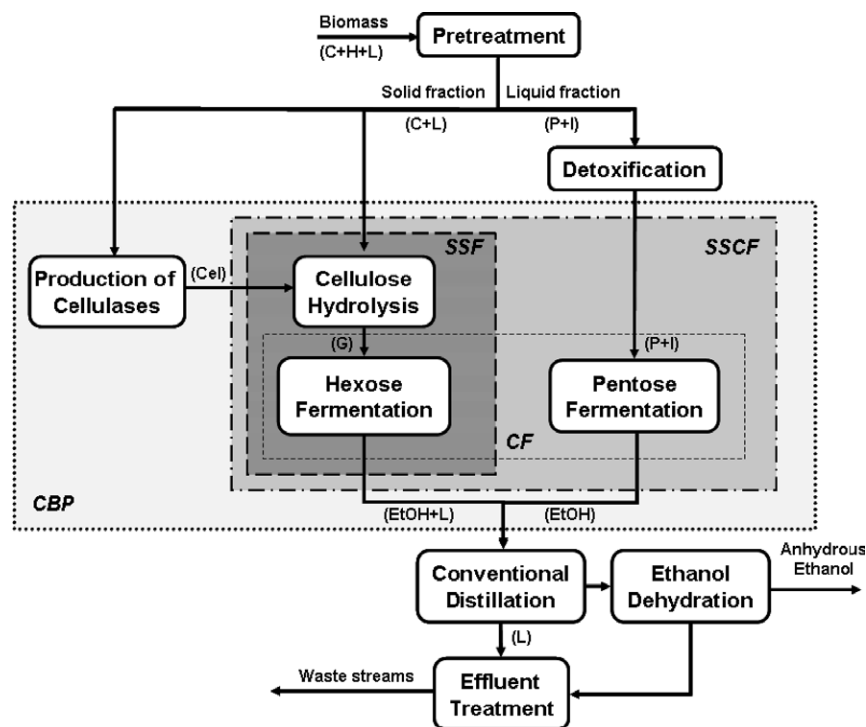 Biomass
(C+H+L)
Pretreatment
Solid fraction
Liquid fraction
(C+L)
(P+I)
Detoxification
SSF
SSCF
Production of
Cellulases
(Cel)
Cellulose
Hydrolysis
(G)
(P+I)
Hexose
Fermentation
Pentose
Fermentation
CF
CBP
(EtOH+L)
(EtOH)
Conventional
Distillation
Ethanol
Dehydration
Anhydrous
Ethanol
(L)
Waste streams
Effluent
Treatment